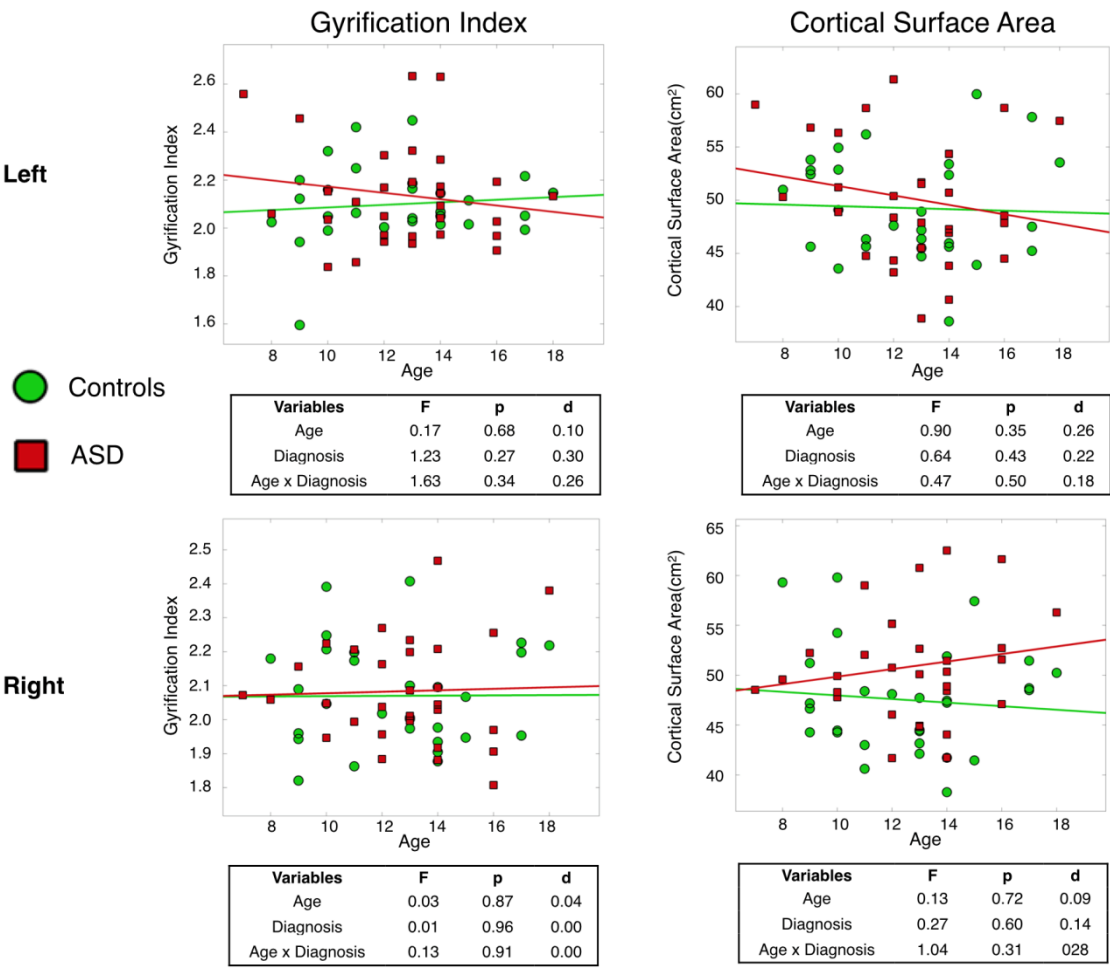 Gyrification Index
Cortical Surface Area
Left
Gyrification Index
2.6
2.4
2.2
2.0
1.8
1.6
8 10 12 14 16 18
Age
Cortical Surface Area(cm²)
60
55
50
45
40
8 10 12 14 16 18
Age
Controls
ASD
Variables F p d
Age 0.17 0.68 0.10
Diagnosis 1.23 0.27 0.30
Age x Diagnosis 1.63 0.34 0.26
Variables F p d
Age 0.90 0.35 0.26
Diagnosis 0.64 0.43 0.22
Age x Diagnosis 0.47 0.50 0.18
Right
Gyrification Index
2.5
2.4
2.3
2.2
2.1
2.0
1.9
1.8
8 10 12 14 16 18
Age
Cortical Surface Area(cm²)
65
60
55
50
45
40
8 10 12 14 16 18
Age
Variables F p d
Age 0.03 0.87 0.04
Diagnosis 0.01 0.96 0.00
Age x Diagnosis 0.13 0.91 0.00
Variables F p d
Age 0.13 0.72 0.09
Diagnosis 0.27 0.60 0.14
Age x Diagnosis 1.04 0.31 028